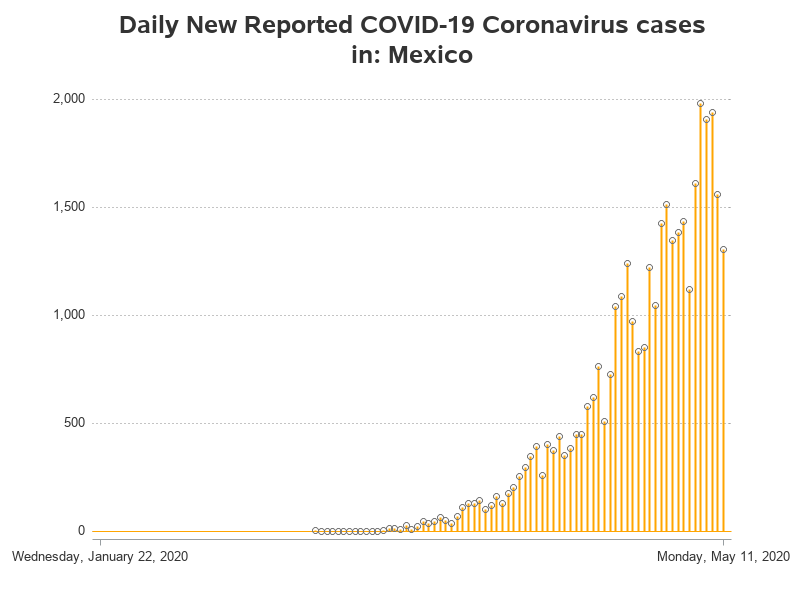 Daily New Reported COVID-19 Coronavirus cases
in: Mexico
2,000
1,500
1,000
500
0
Wednesday, January 22, 2020 Monday, May 11, 2020